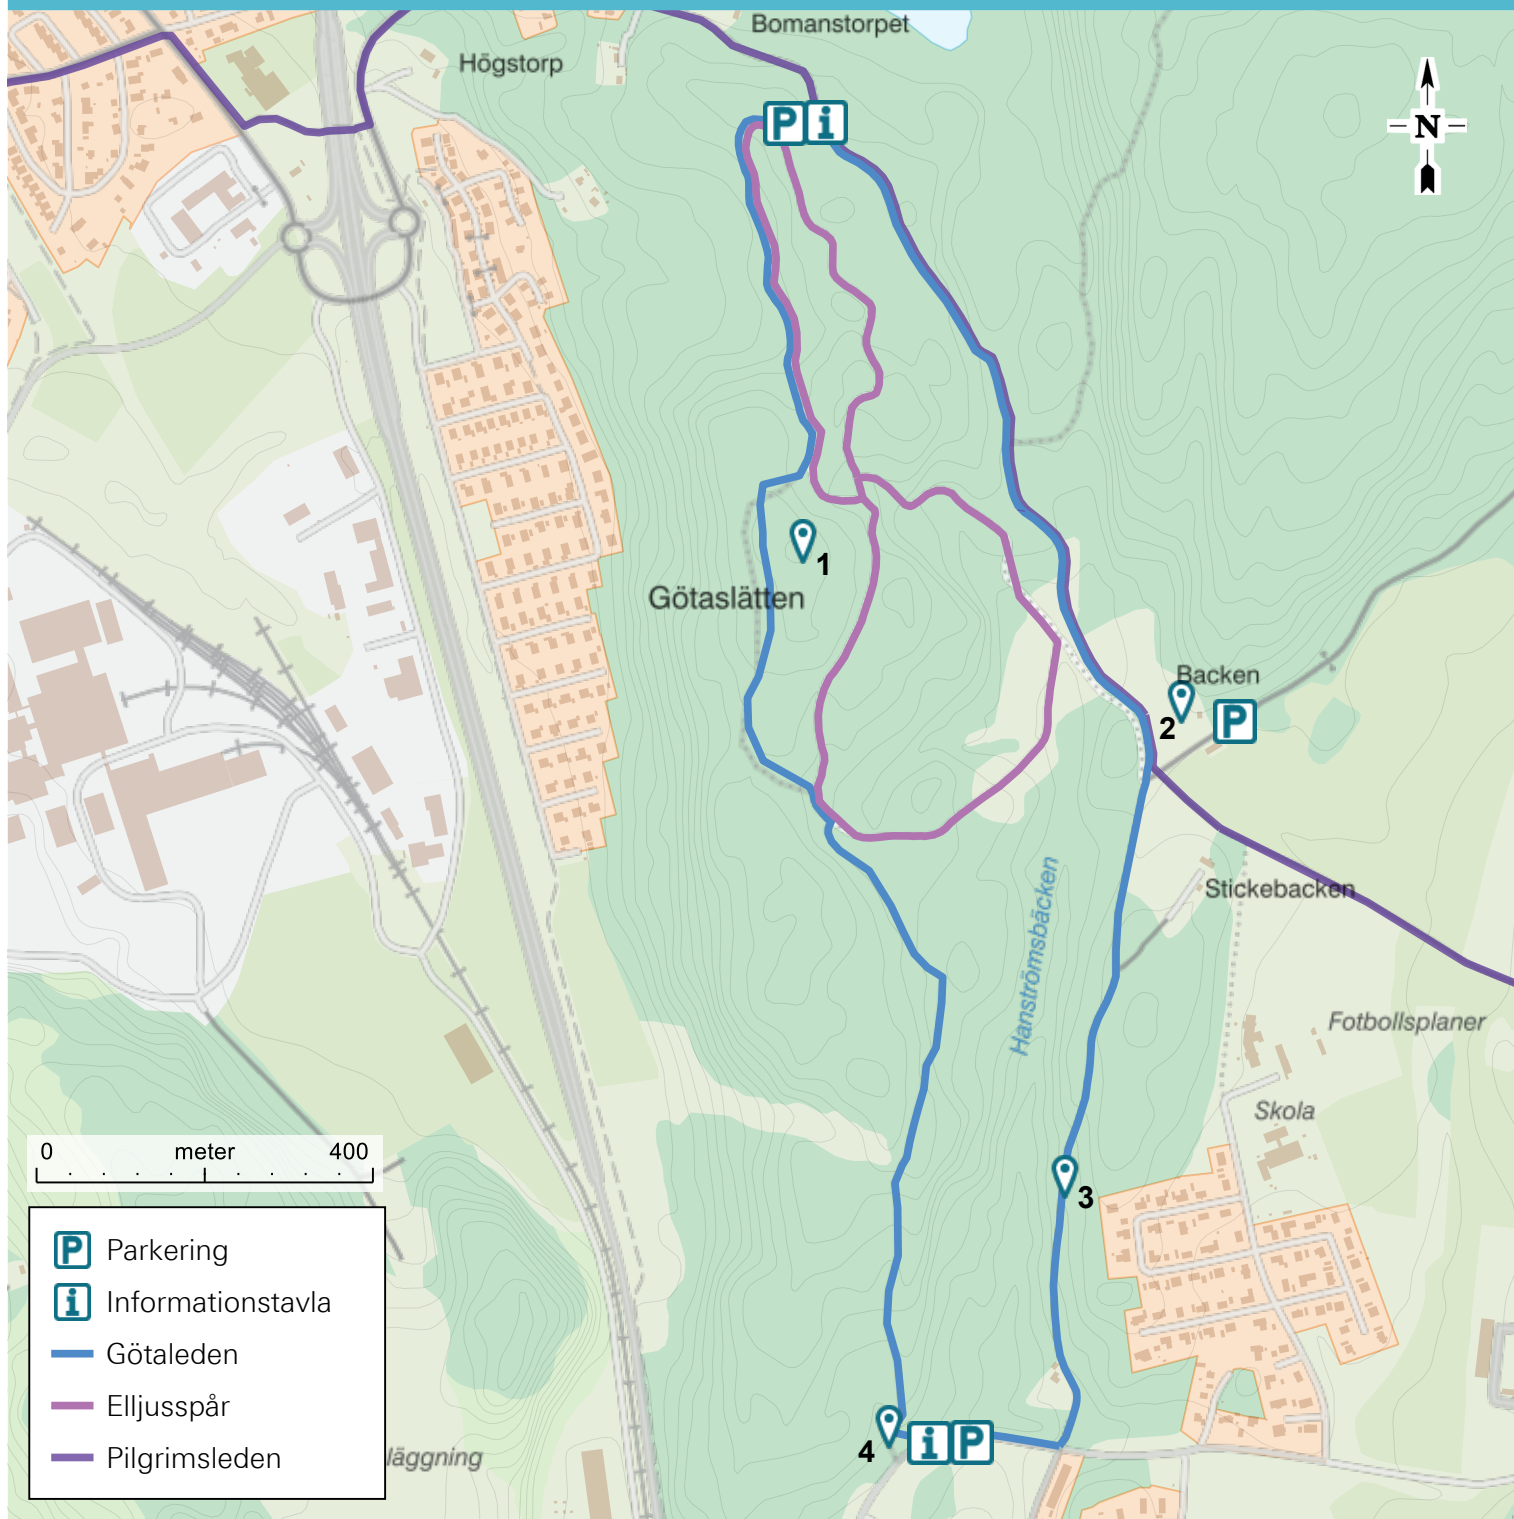 Bomanstorpet
Högstorp
P i
N
1
Götaslätten
Backen
2 P
Stickebacken
Hanströmsbäcken
Fotbollsplaner
Skola
3
0 meter 400
P Parkering
i Informationstavla
Götaleden
Elljusspår
Pilgrimsleden
läggning
4 i P